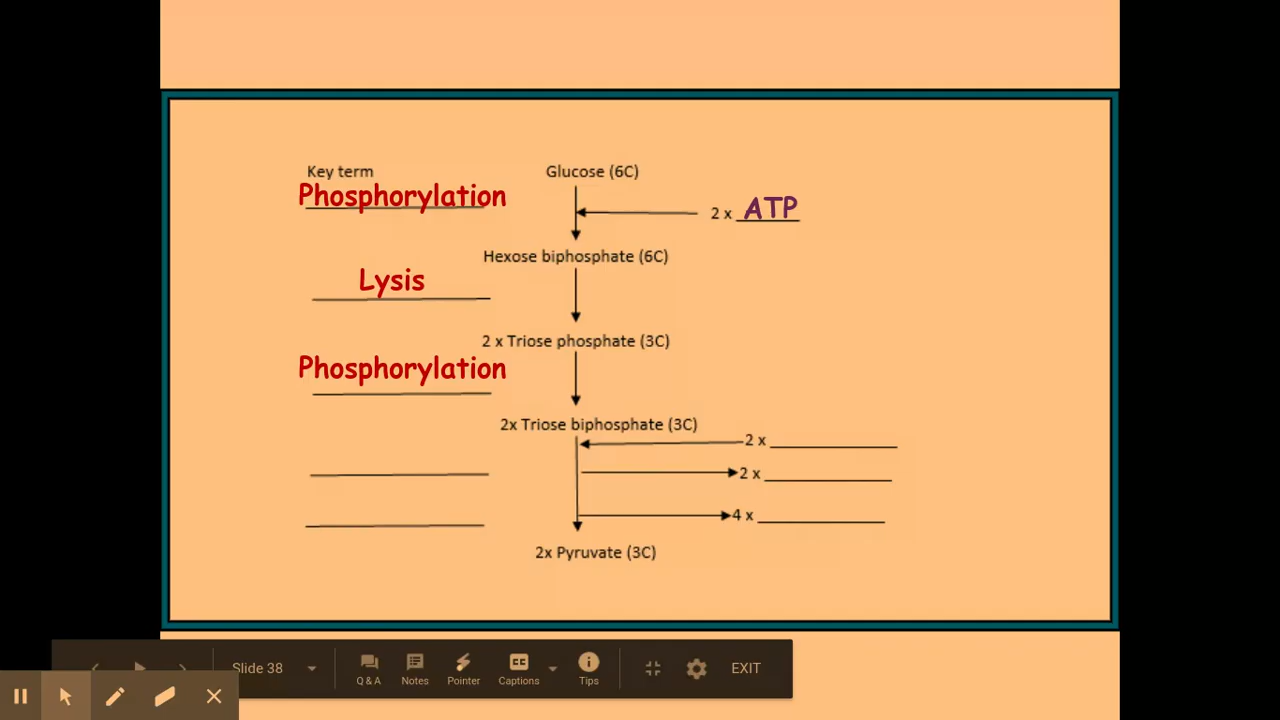 Key term
Glucose (6C)
Phosphorylation
2 x ATP
Hexose biphosphate (6C)
Lysis
2 x Triose phosphate (3C)
Phosphorylation
2x Triose biphosphate (3C)
2 x
2 x
4 x
2x Pyruvate (3C)
Slide 38
Q & A
Notes
Pointer
CC
Captions
Tips
EXIT